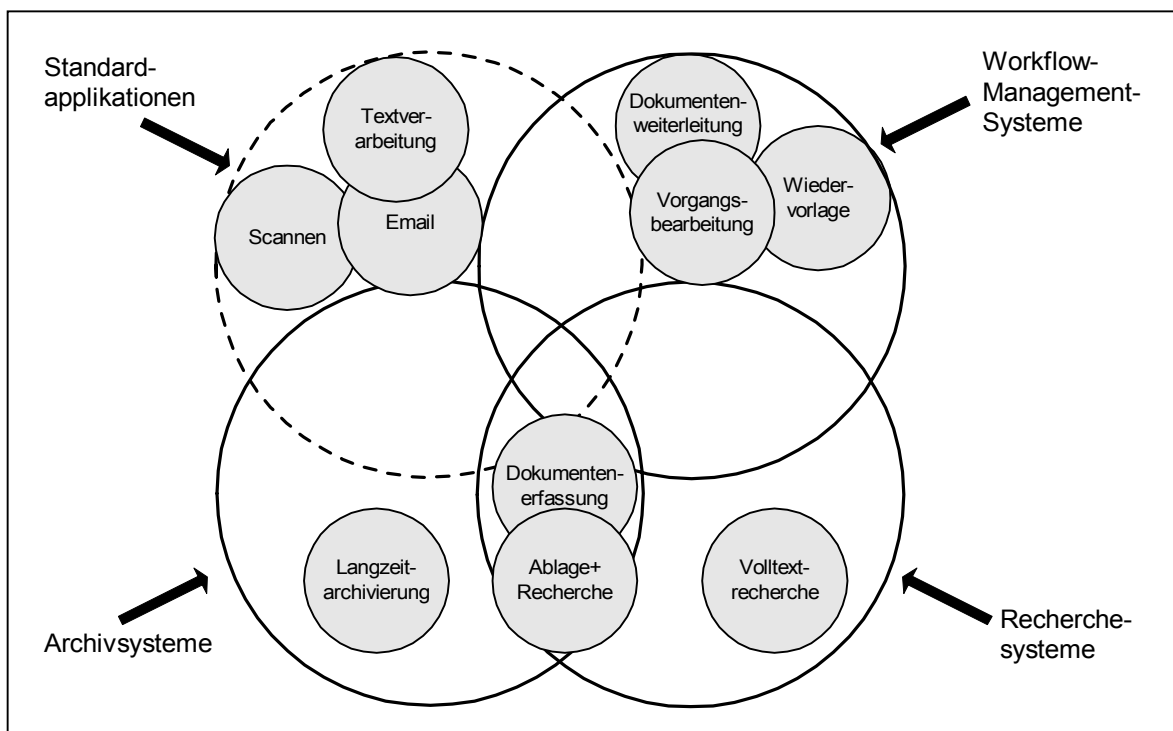 Standard-
applikationen
Workflow-
Management-
Systeme
Textver-
arbeitung
Email
Scannen
Dokumenten-
weiterleitung
Vorgangs-
bearbeitung
Wieder-
vorlage
Dokumenten-
erfassung
Ablage+
Recherche
Langzeit-
archivierung
Volltext-
recherche
Archivsysteme
Recherche-
systeme